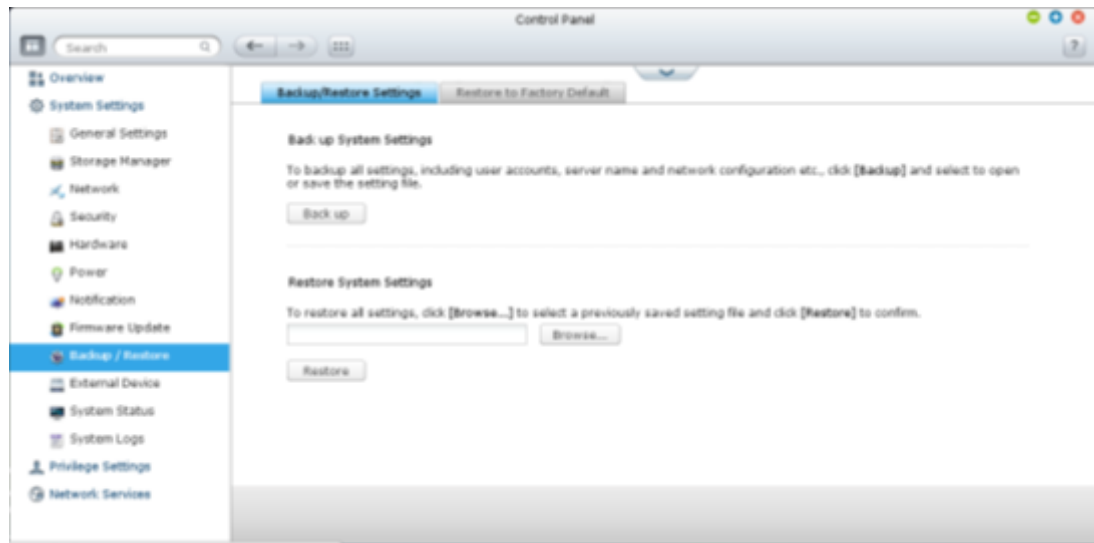 Control Panel
Search
?
Overview
System Settings
General Settings
Storage Manager
Network
Security
Hardware
Power
Notification
Firmware Update
Backup / Restore
External Device
System Status
System Logs
Privilege Settings
Network Services
Backup/Restore Settings
Restore to Factory Default
Back up System Settings
To backup all settings, including user accounts, server name and network configuration etc., click [Backup] and select to open
or save the setting file.
Back up
Restore System Settings
To restore all settings, click [Browse...] to select a previously saved setting file and click [Restore] to confirm.
Browse...
Restore